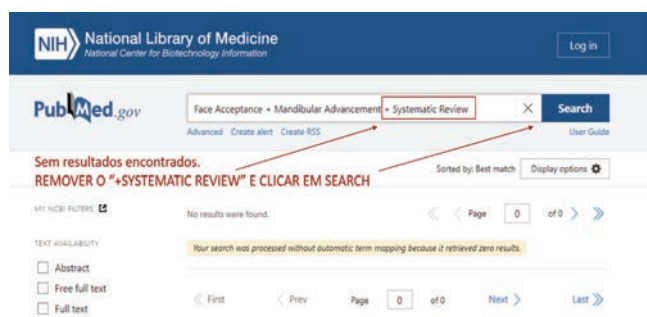 NIH National Library of Medicine
National Center for Biotechnology Information
Log in
PubMed.gov
Face Acceptance + Mandibular Advancement + Systematic Review
Search
Advanced Create alert Create RSS
User Guide
Sem resultados encontrados.
REMOVER O "+SYSTEMATIC REVIEW" E CLICAR EM SEARCH
Sorted by: Best match
Display options
MY NCBI FILTERS
No results were found.
Page 0 of 0
TEXT AVAILABILITY
Your search was processed without automatic term mapping because it retrieved zero results.
Abstract
Free full text
Full text
First Prev Page 0 of 0 Next Last